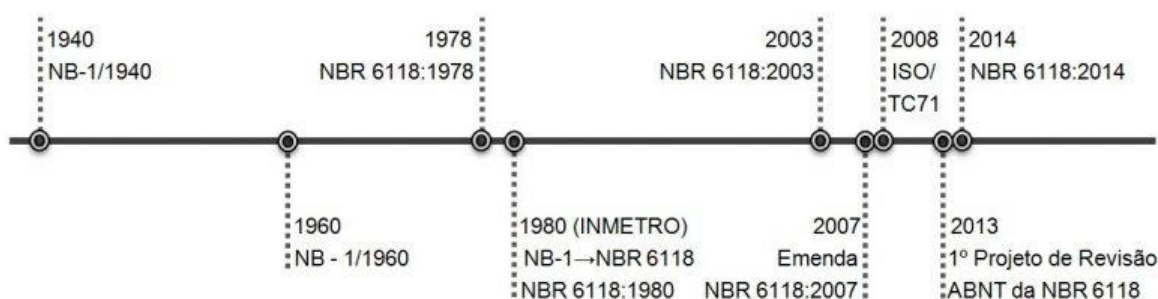 1940
NB-1/1940
1978
NBR 6118:1978
2003
NBR 6118:2003
2008
ISO/
TC71
2014
NBR 6118:2014
1960
NB - 1/1960
1980 (INMETRO)
NB-1→NBR 6118
NBR 6118:1980
2007
Emenda
NBR 6118:2007
2013
1º Projeto de Revisão
ABNT da NBR 6118